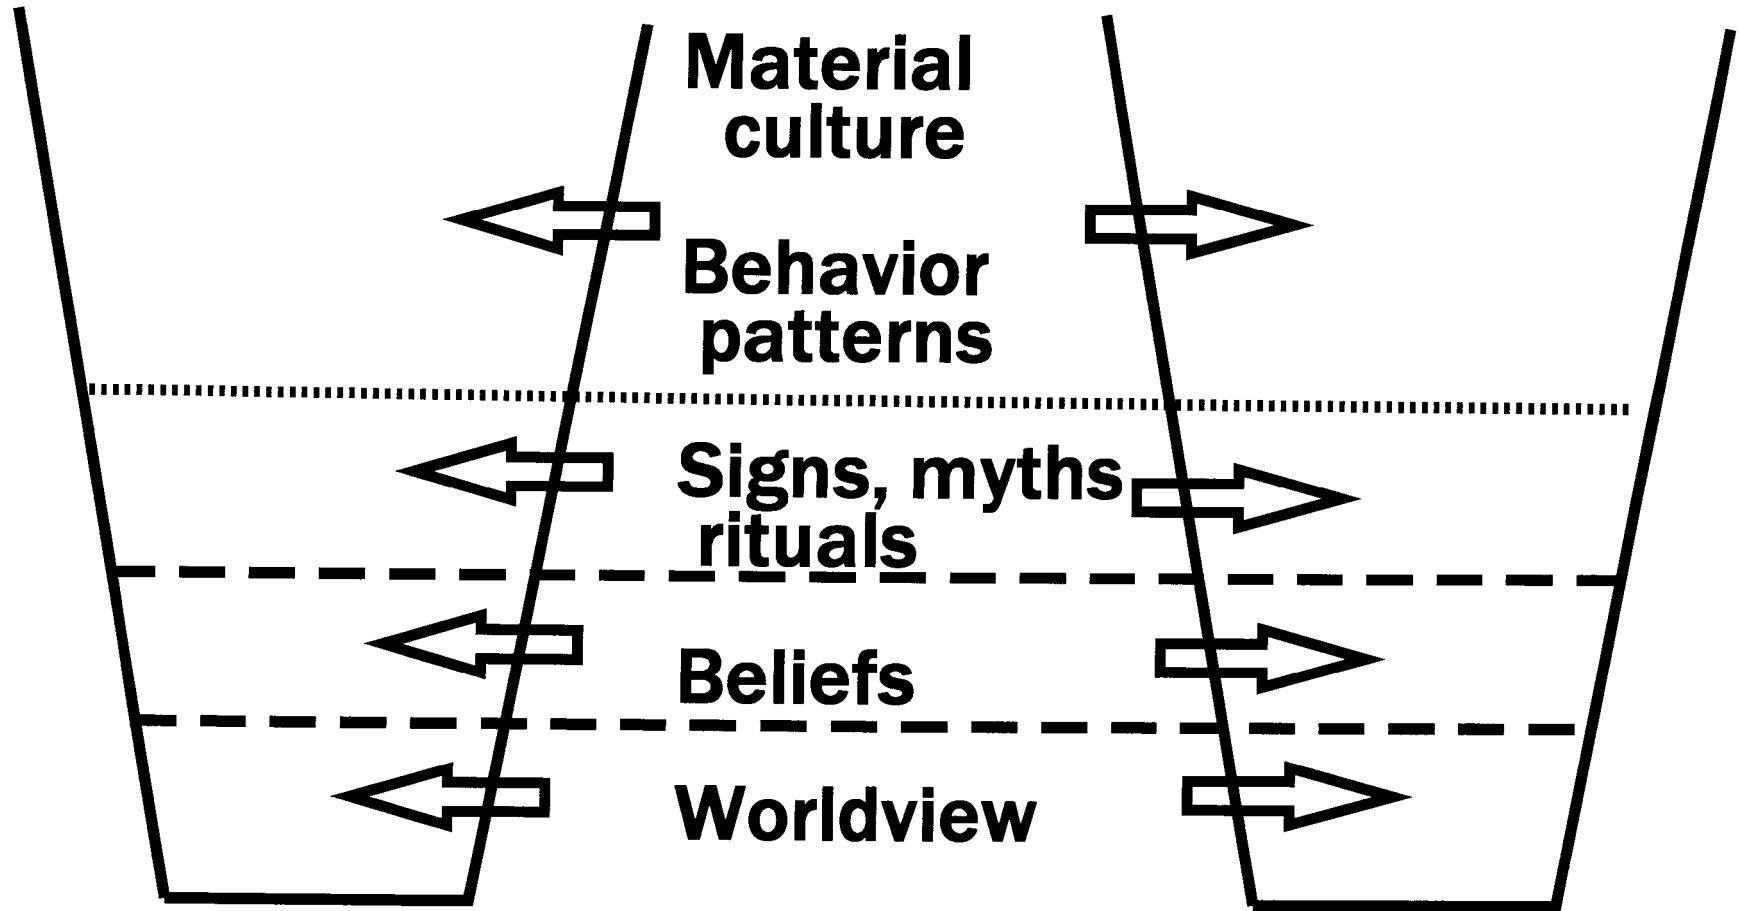 Material
culture
Behavior
patterns
Signs, myths
rituals
Beliefs
Worldview